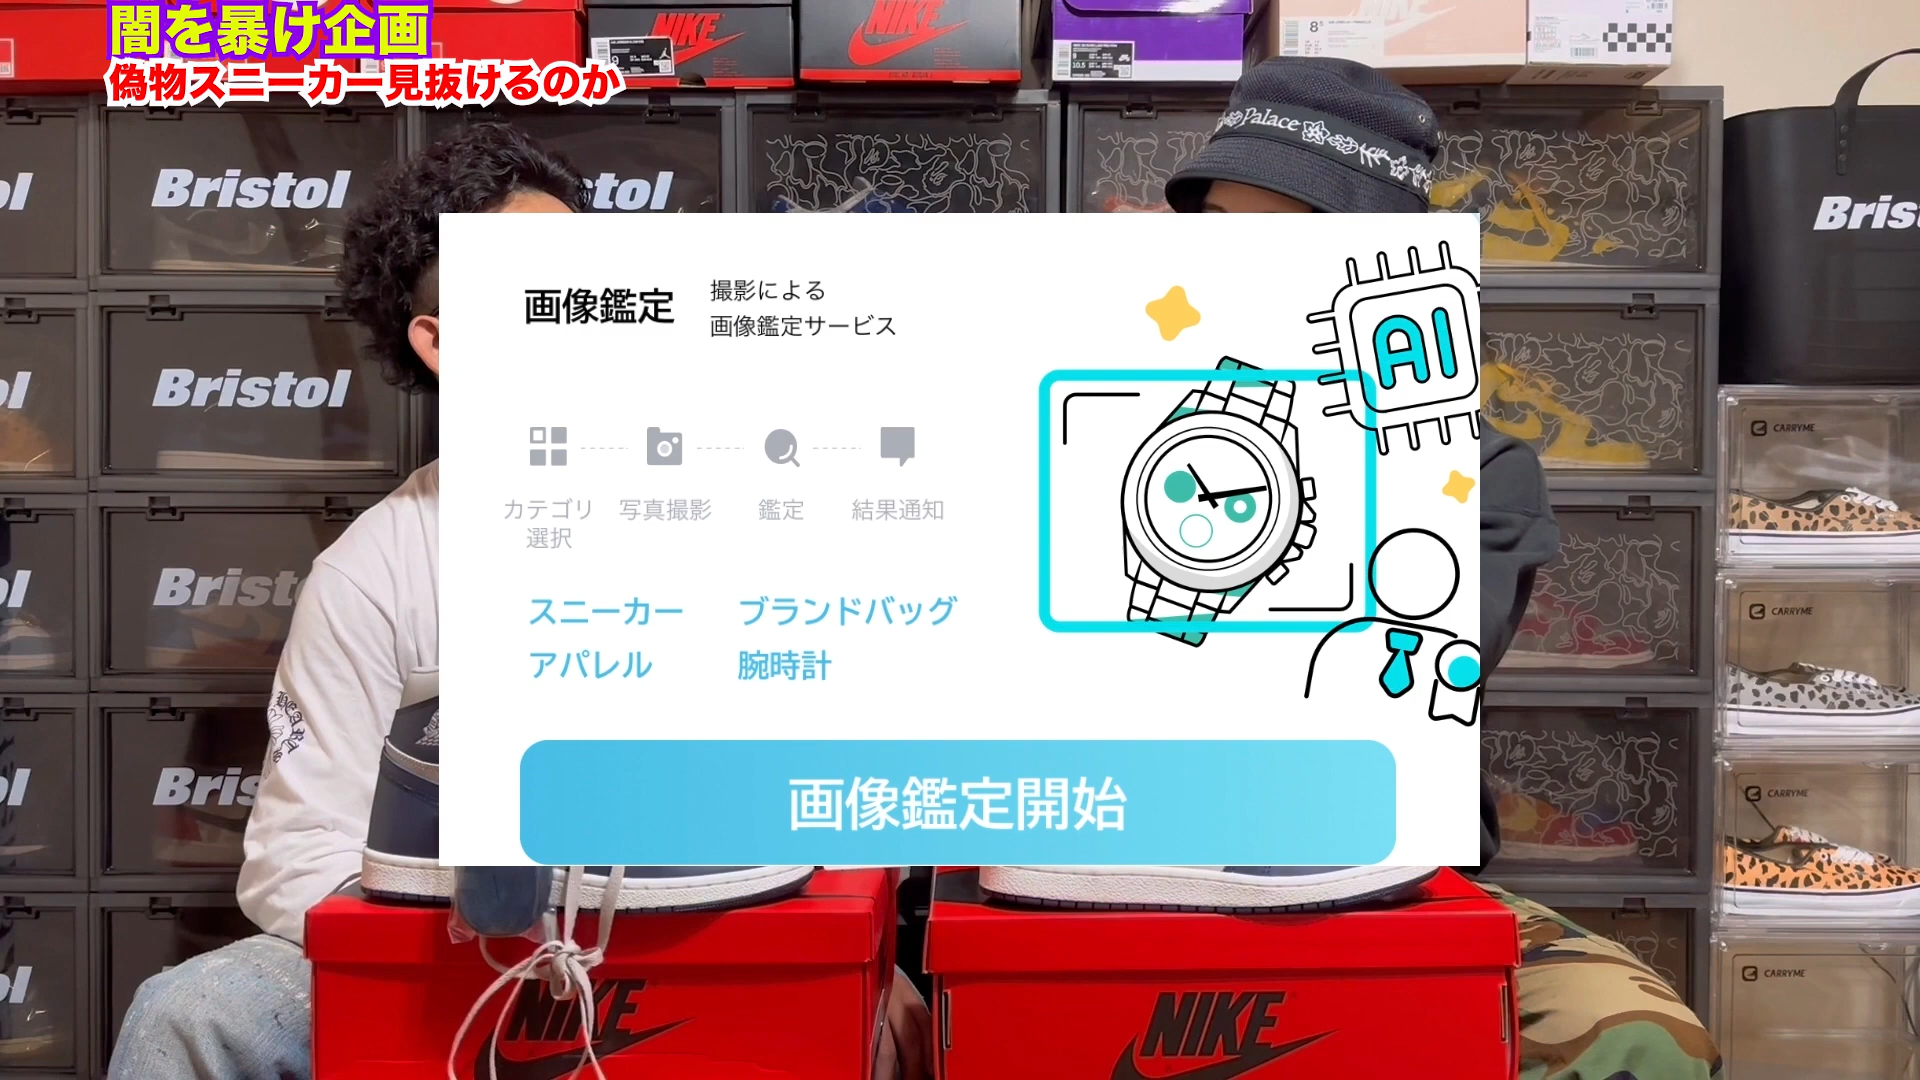 闇を暴け企画
偽物スニーカー見抜けるのか
NIKE
NIKE
Palace
Bristol
Bristol
Bristol
画像鑑定
撮影による
画像鑑定サービス
AI
カテゴリ
選択
写真撮影
鑑定
結果通知
スニーカー
ブランドバッグ
アパレル
腕時計
画像鑑定開始
CARRYME
CARRYME
CARRYME
CARRYME
NIKE
NIKE